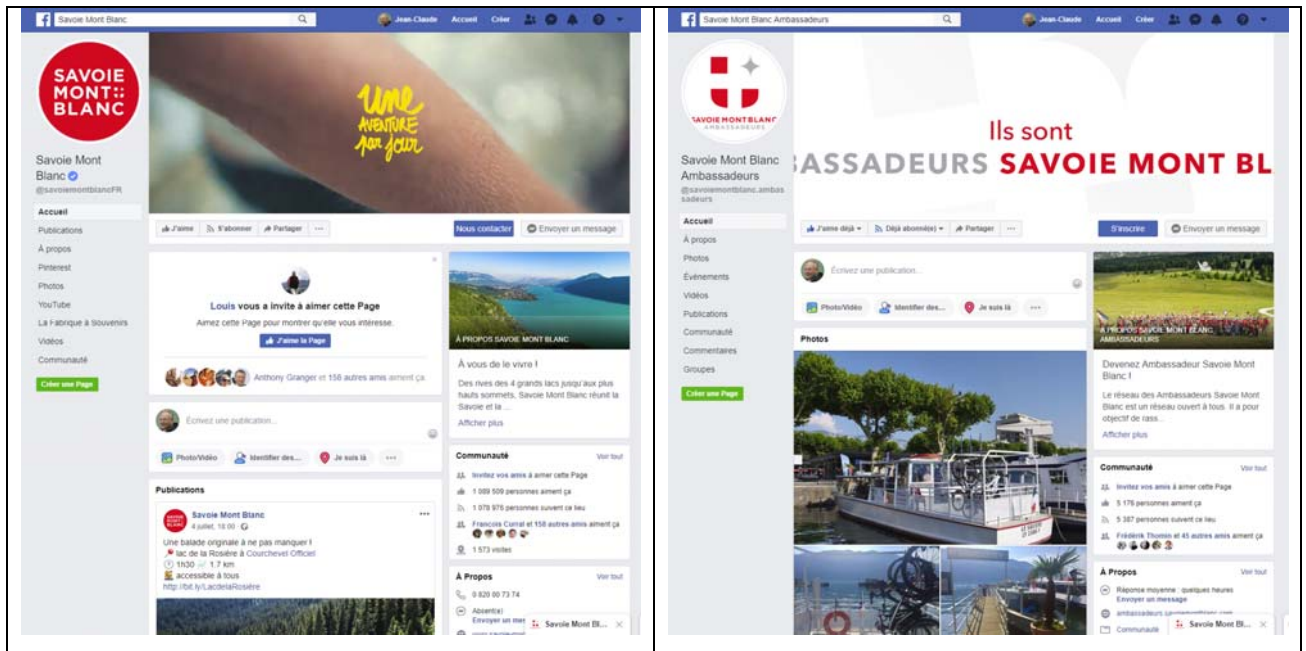 Savoie Mont Blanc
Jean-Claude Accueil Créer
SAVOIE
MONT::
BLANC
une
AVENTURE
par jour
Savoie Mont
Blanc
@savoiemontblancFR
Accueil
Publications
À propos
Pinterest
Photos
YouTube
La Fabrique à Souvenirs
Vidéos
Communauté
Créer une Page
J'aime S'abonner Partager ...
Nous contacter Envoyer un message
Louis vous a invité à aimer cette Page
Aimez cette Page pour montrer qu'elle vous intéresse.
J'aime la Page
Anthony Granger et 158 autres amis aiment ça.
Écrivez une publication...
Photo/Vidéo Identifier des... Je suis là ...
Publications
Savoie Mont Blanc
4 juillet, 18:00
Une balade originale à ne pas manquer !
lac de la Rosière à Courchevel Officiel
1h30 1.7 km
accessible à tous
http://bit.ly/LacdelaRosière
À PROPOS SAVOIE MONT BLANC
À vous de le vivre !
Des rives des 4 grands lacs jusqu'aux plus
hauts sommets, Savoie Mont Blanc réunit la
Savoie et la ...
Afficher plus
Communauté Voir tout
Invitez vos amis à aimer cette Page
1 089 509 personnes aiment ça
1 078 976 personnes suivent ce lieu
Francois Curral et 158 autres amis aiment ça
1 573 visites
À Propos Voir tout
0 820 00 73 74
Absent(e)
Envoyer un mes
Savoie Mont Bl...
Savoie Mont Blanc Ambassadeurs
Jean-Claude Accueil Créer
SAVOIE MONT BLANC
AMBASSADEURS
Ils sont
BASSADEURS SAVOIE MONT BL
Savoie Mont Blanc
Ambassadeurs
@savoiemontblanc.ambas
sadeurs
Accueil
À propos
Photos
Évènements
Vidéos
Publications
Communauté
Commentaires
Groupes
Créer une Page
J'aime déjà Déjà abonné(e) Partager ...
S'inscrire Envoyer un message
Écrivez une publication...
Photo/Vidéo Identifier des... Je suis là ...
Photos
À PROPOS SAVOIE MONT BLANC
AMBASSADEURS
Devenez Ambassadeur Savoie Mont
Blanc !
Le réseau des Ambassadeurs Savoie Mont
Blanc est un réseau ouvert à tous. Il a pour
objectif de rass...
Afficher plus
Communauté Voir tout
Invitez vos amis à aimer cette Page
5 176 personnes aiment ça
5 387 personnes suivent ce lieu
Frédérik Thomin et 45 autres amis aiment ça
À Propos Voir tout
Réponse moyenne : quelques heures
Envoyer un message
ambassadeurs.savoiemontblanc.com
Communauté
Savoie Mont Bl...